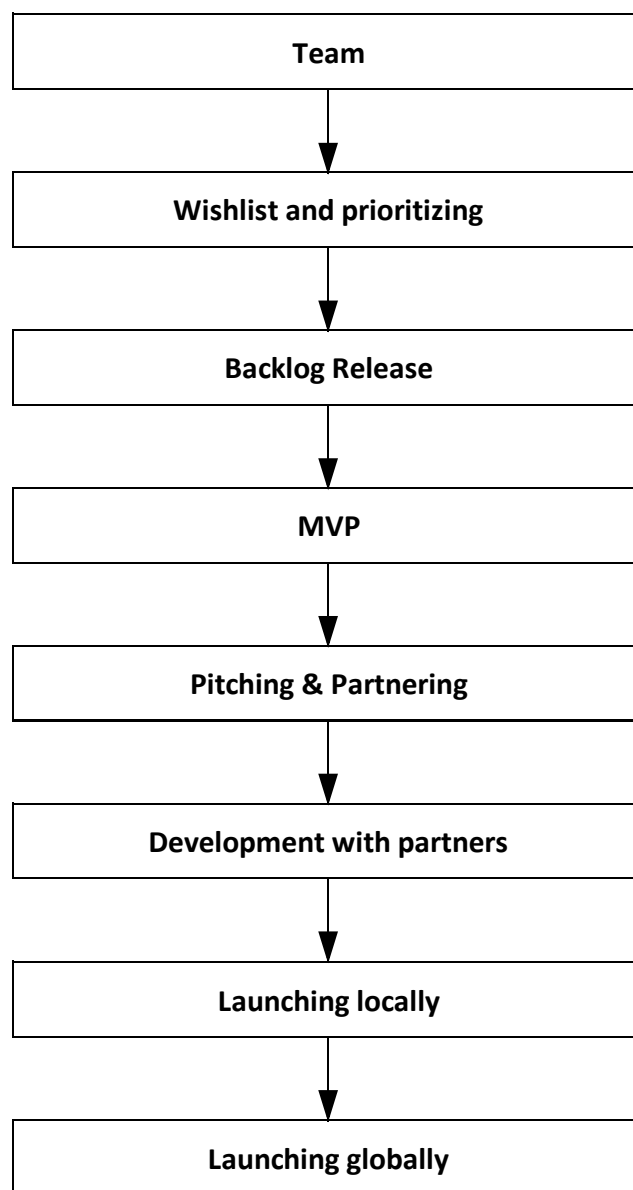 Team
Wishlist and prioritizing
Backlog Release
MVP
Pitching & Partnering
Development with partners
Launching locally
Launching globally